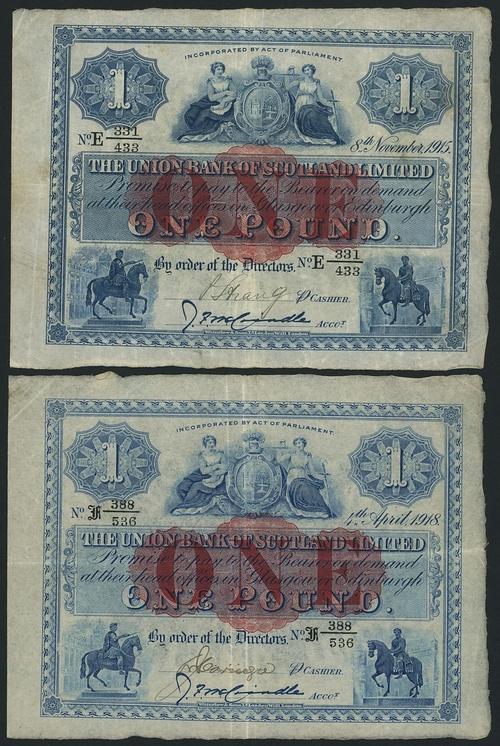 INCORPORATED BY ACT OF PARLIAMENT.
1 1
No E 331/433
8th November, 1915.
THE UNION BANK OF SCOTLAND LIMITED
ONE
Promise to pay to the Bearer on demand
at their head offices in Glasgow or Edinburgh
ONE POUND.
By order of the Directors. No E 331/433
P CASHIER.
ACCOT.
INCORPORATED BY ACT OF PARLIAMENT.
1 1
No F 388/536
4th April, 1918.
THE UNION BANK OF SCOTLAND LIMITED
ONE
Promise to pay to the Bearer on demand
at their head offices in Glasgow or Edinburgh
ONE POUND.
By order of the Directors. No F 388/536
P CASHIER.
ACCOT.